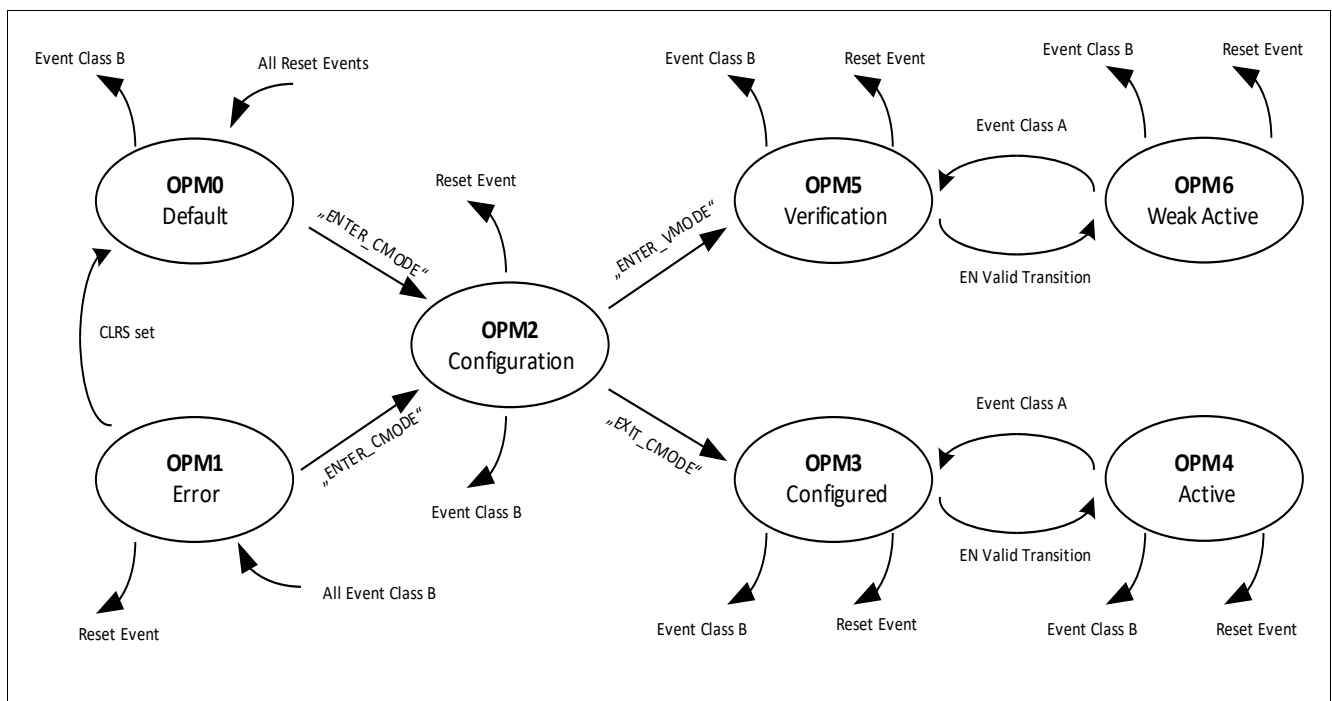 Event Class B
All Reset Events
Event Class B
Reset Event
Event Class B
Reset Event
Event Class A
OPM0
Default
Reset Event
OPM5
Verification
OPM6
Weak Active
„ENTER_CMODE“
„ENTER_VMODE“
EN Valid Transition
CLRS set
OPM2
Configuration
Event Class A
„ENTER_CMODE“
„EXIT_CMODE“
OPM1
Error
OPM3
Configured
OPM4
Active
Event Class B
EN Valid Transition
All Event Class B
Reset Event
Event Class B
Reset Event
Event Class B
Reset Event